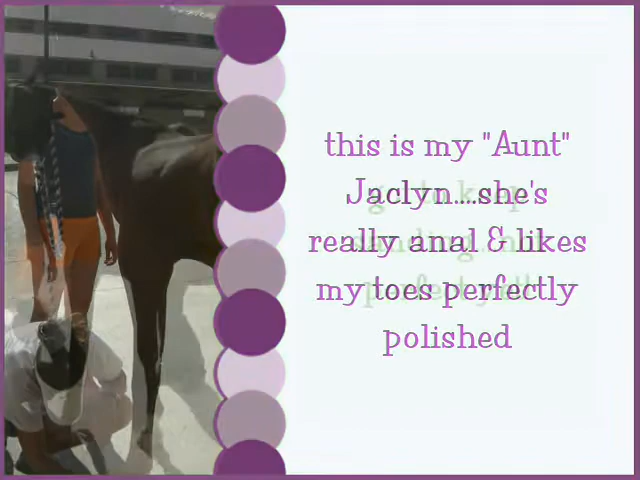 this is my "Aunt"
Jaclyn....she's
really anal & likes
my toes perfectly
polished